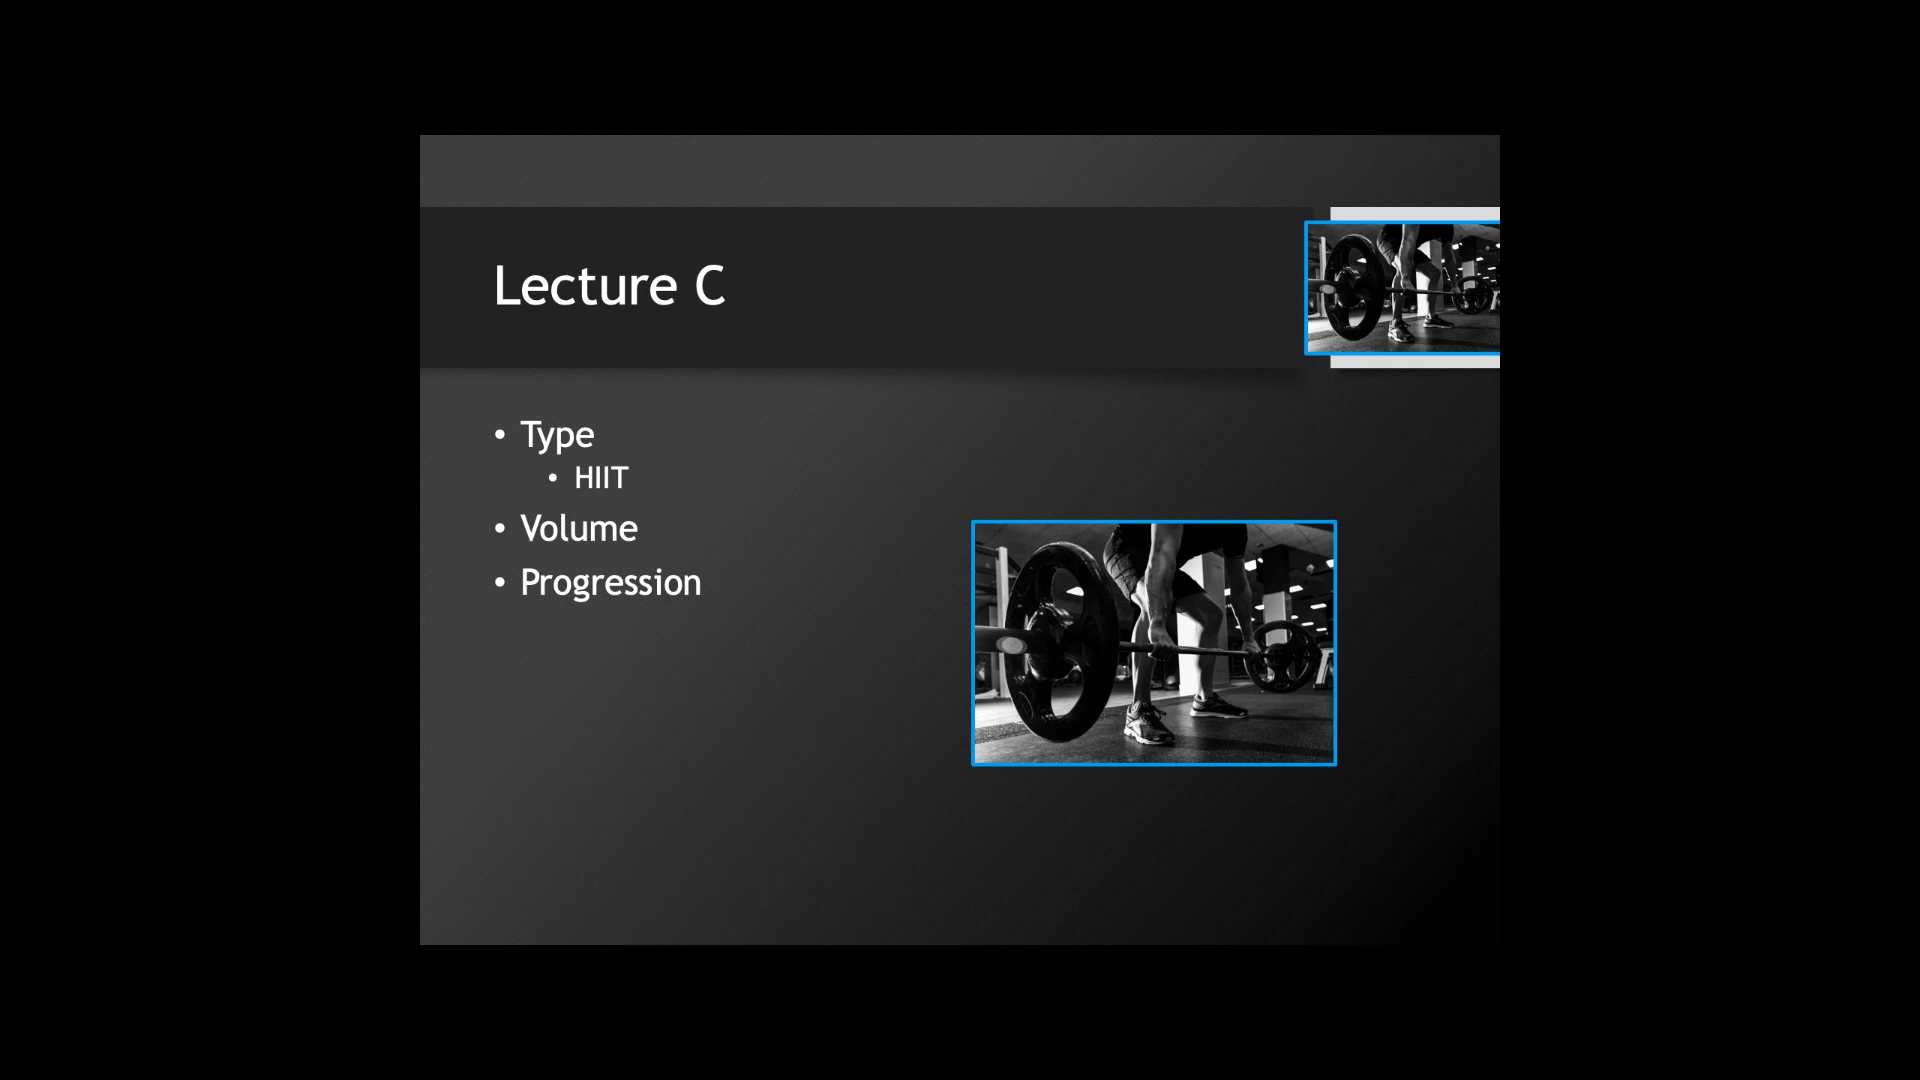 Lecture C
• Type
• HIIT
• Volume
• Progression